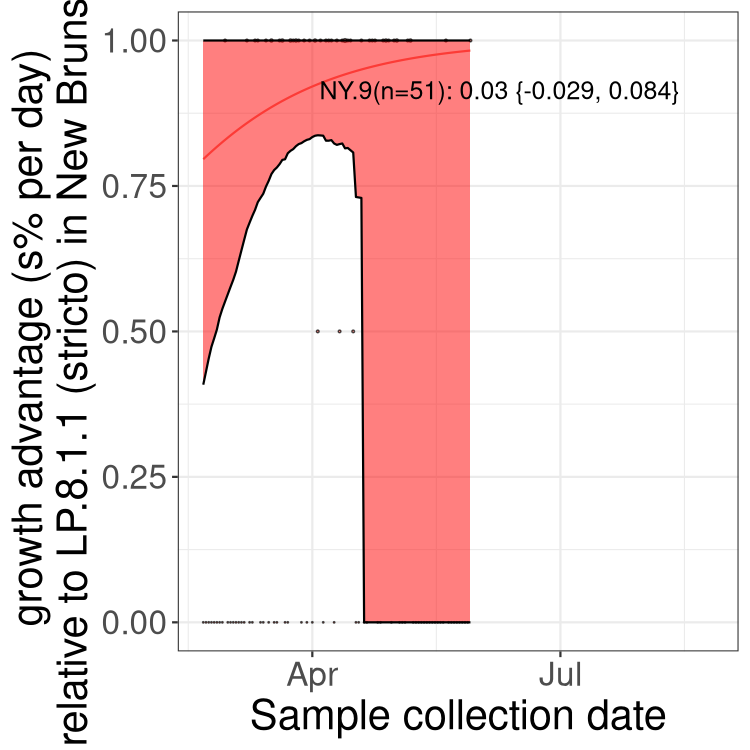 growth advantage (s% per day)
relative to LP.8.1.1 (stricto) in New Bruns
1.00
0.75
0.50
0.25
0.00
NY.9(n=51): 0.03 {-0.029, 0.084}
Apr
Jul
Sample collection date